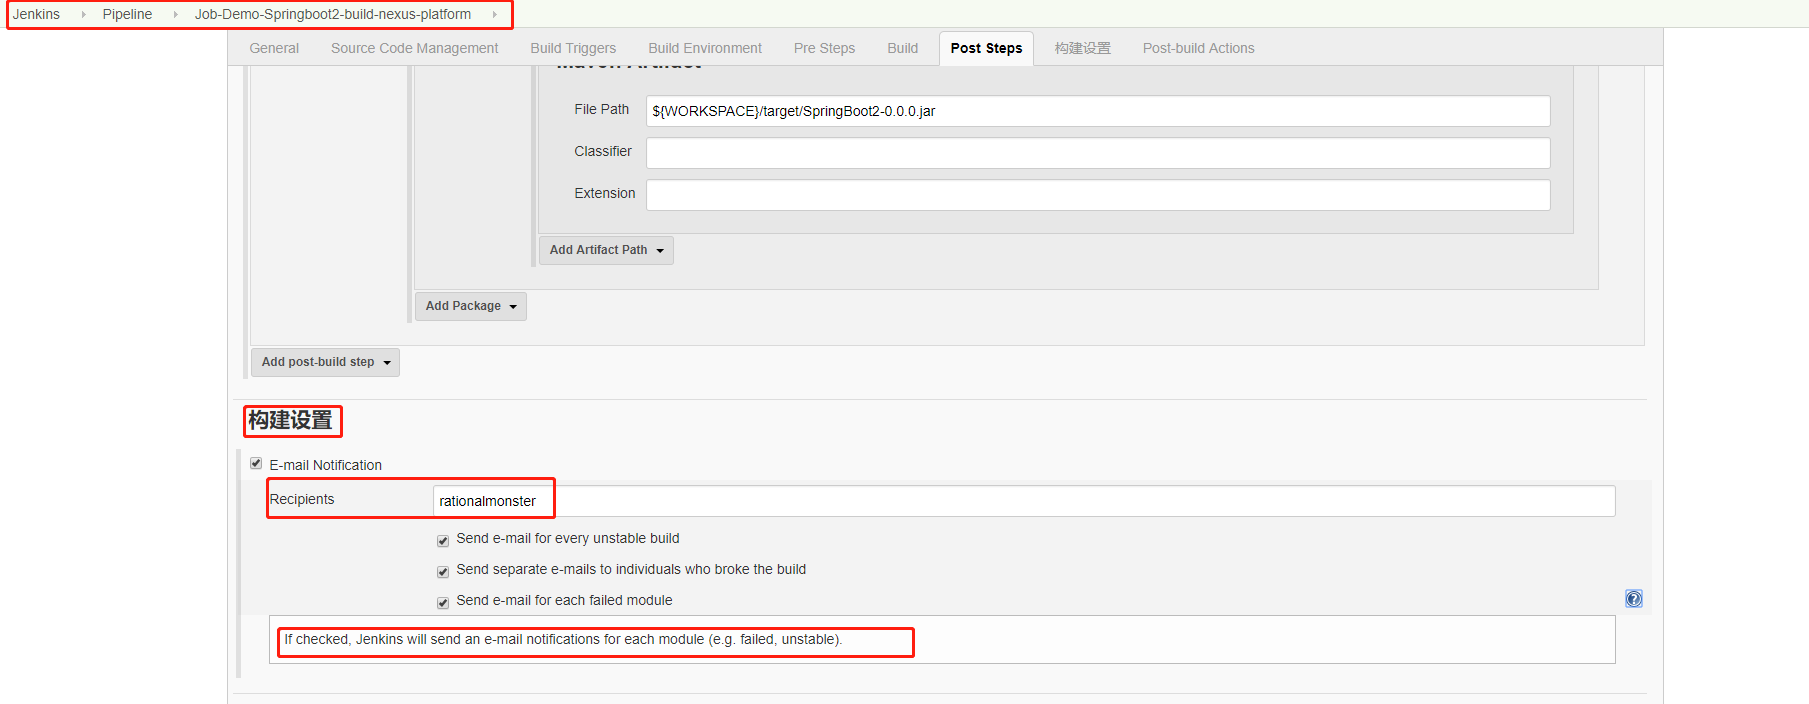 Jenkins Pipeline Job-Demo-Springboot2-build-nexus-platform
General Source Code Management Build Triggers Build Environment Pre Steps Build Post Steps 构建设置 Post-build Actions
Maven Artifact
File Path ${WORKSPACE}/target/SpringBoot2-0.0.0.jar
Classifier
Extension
Add Artifact Path
Add Package
Add post-build step
构建设置
E-mail Notification
Recipients rationalmonster
Send e-mail for every unstable build
Send separate e-mails to individuals who broke the build
Send e-mail for each failed module
If checked, Jenkins will send an e-mail notifications for each module (e.g. failed, unstable).